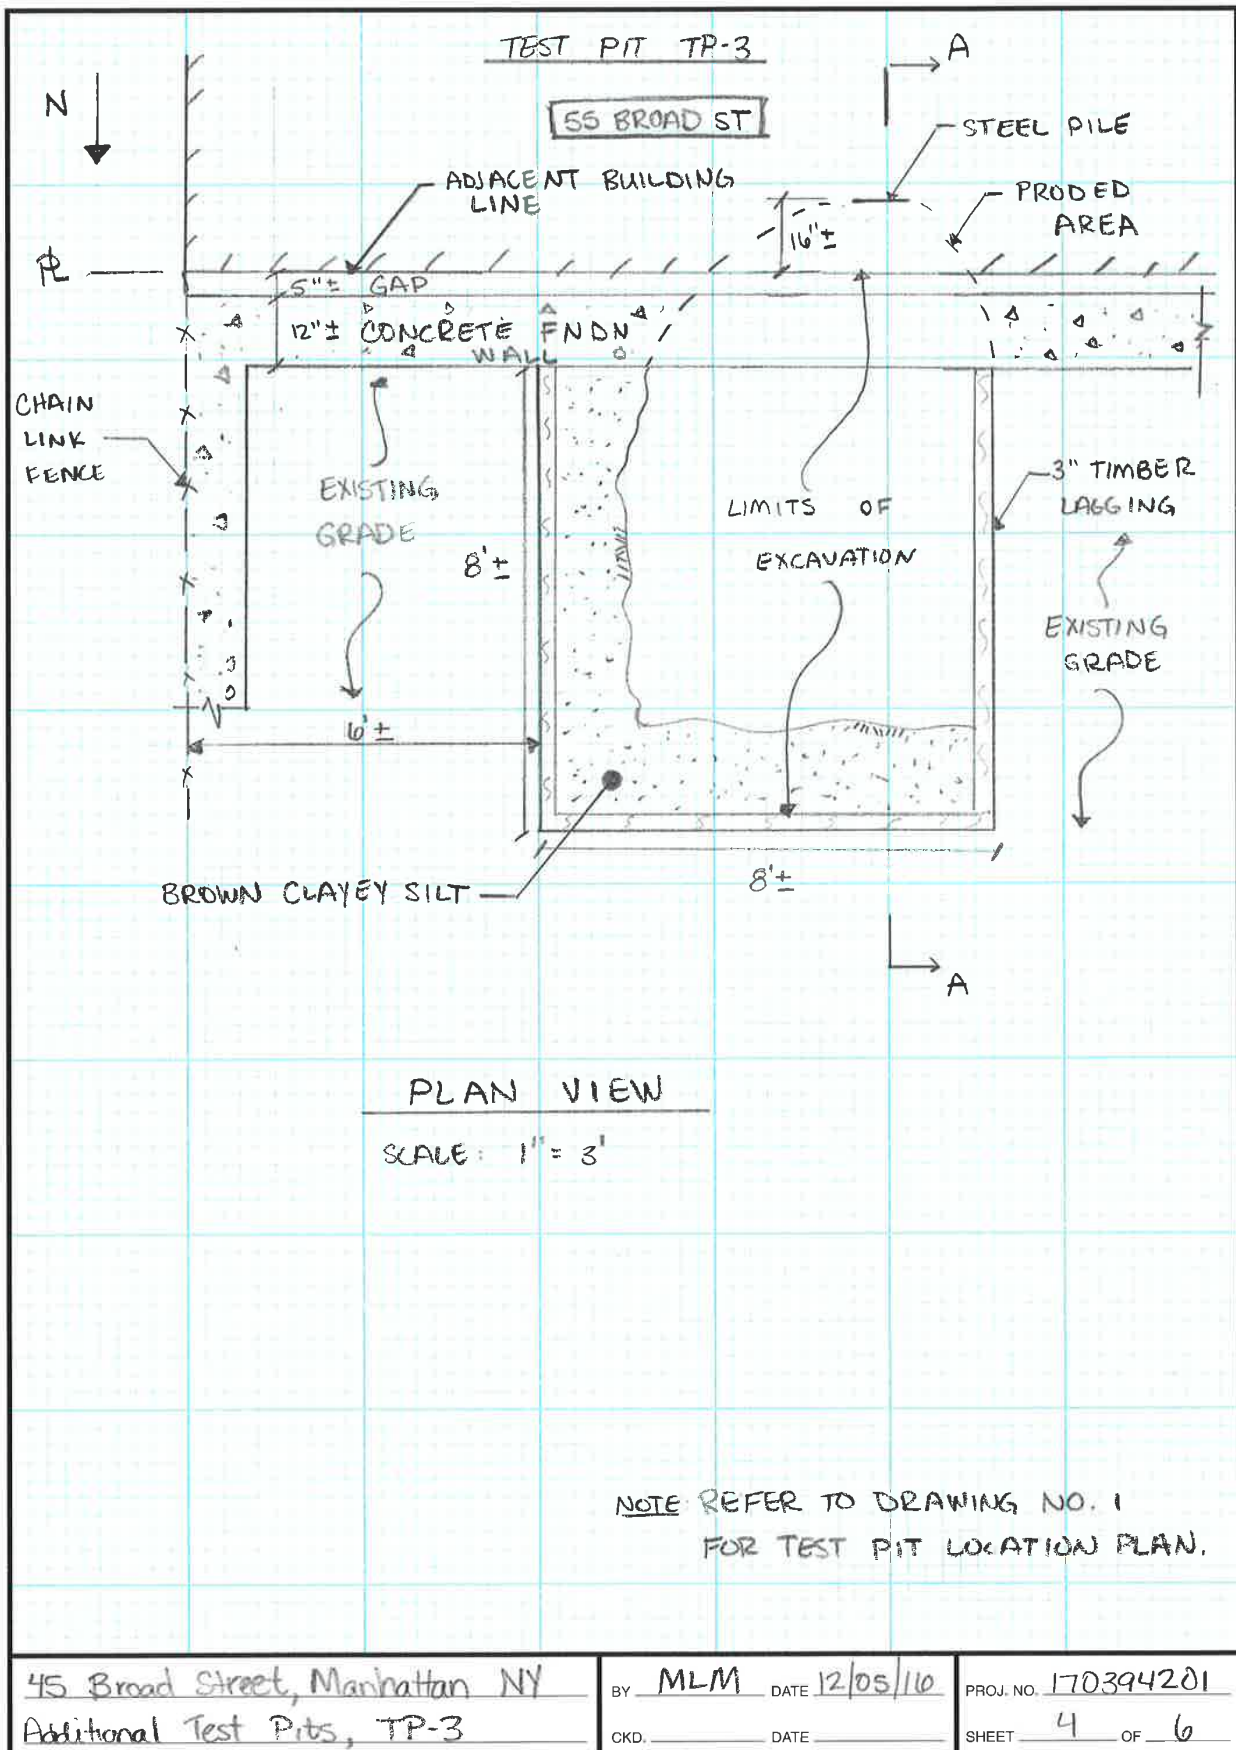 TEST PIT TP-3
A
N
55 BROAD ST
STEEL PILE
ADJACENT BUILDING
LINE
PRODED
AREA
16"±
PL
5"± GAP
12"± CONCRETE FNDN
WALL
CHAIN
LINK
FENCE
EXISTING
GRADE
3" TIMBER
LAGGING
LIMITS OF
EXCAVATION
8'±
EXISTING
GRADE
6'±
8'±
BROWN CLAYEY SILT
A
PLAN VIEW
SCALE: 1" = 3'
NOTE: REFER TO DRAWING NO. 1
FOR TEST PIT LOCATION PLAN.
45 Broad Street, Manhattan NY
Additional Test Pits, TP-3
BY MLM DATE 12/05/16
CKD. DATE
PROJ. NO. 170394201
SHEET 4 OF 6